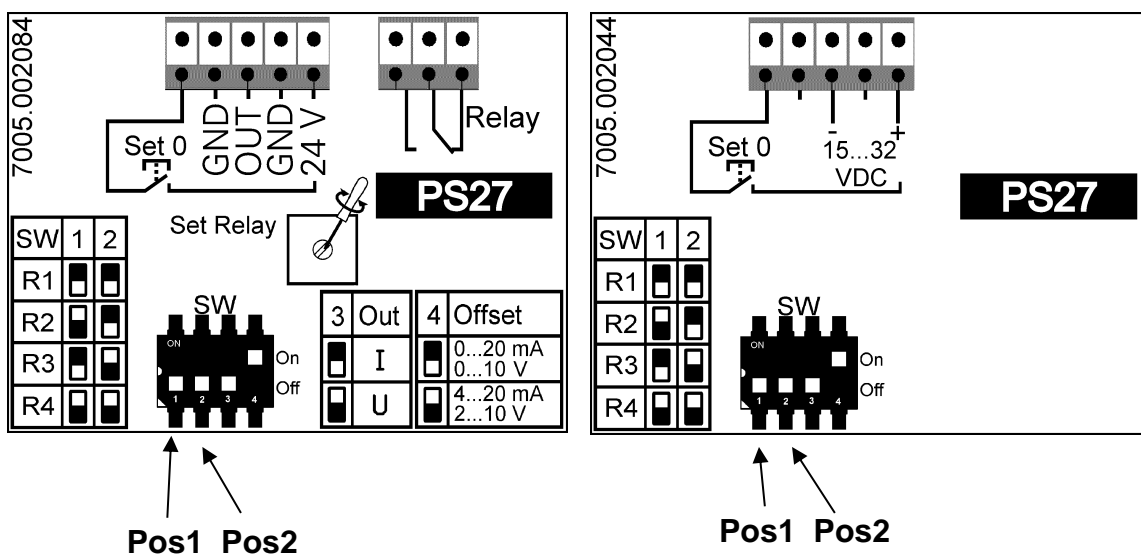 7005.002084
Set 0
GND
OUT
GND
24 V
Relay
PS27
Set Relay
SW 1 2
R1
R2
R3
R4
SW
ON
On
Off
1 2 3 4
3 Out 4 Offset
I 0...20 mA
0...10 V
U 4...20 mA
2...10 V
Pos1 Pos2
7005.002044
Set 0
- +
15...32
VDC
PS27
SW 1 2
R1
R2
R3
R4
SW
ON
On
Off
1 2 3 4
Pos1 Pos2